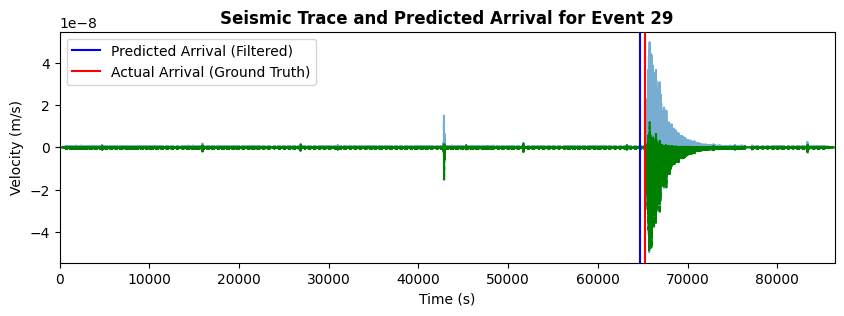 Seismic Trace and Predicted Arrival for Event 29
1e−8
Predicted Arrival (Filtered)
Actual Arrival (Ground Truth)
4
2
0
−2
−4
Velocity (m/s)
0 10000 20000 30000 40000 50000 60000 70000 80000
Time (s)